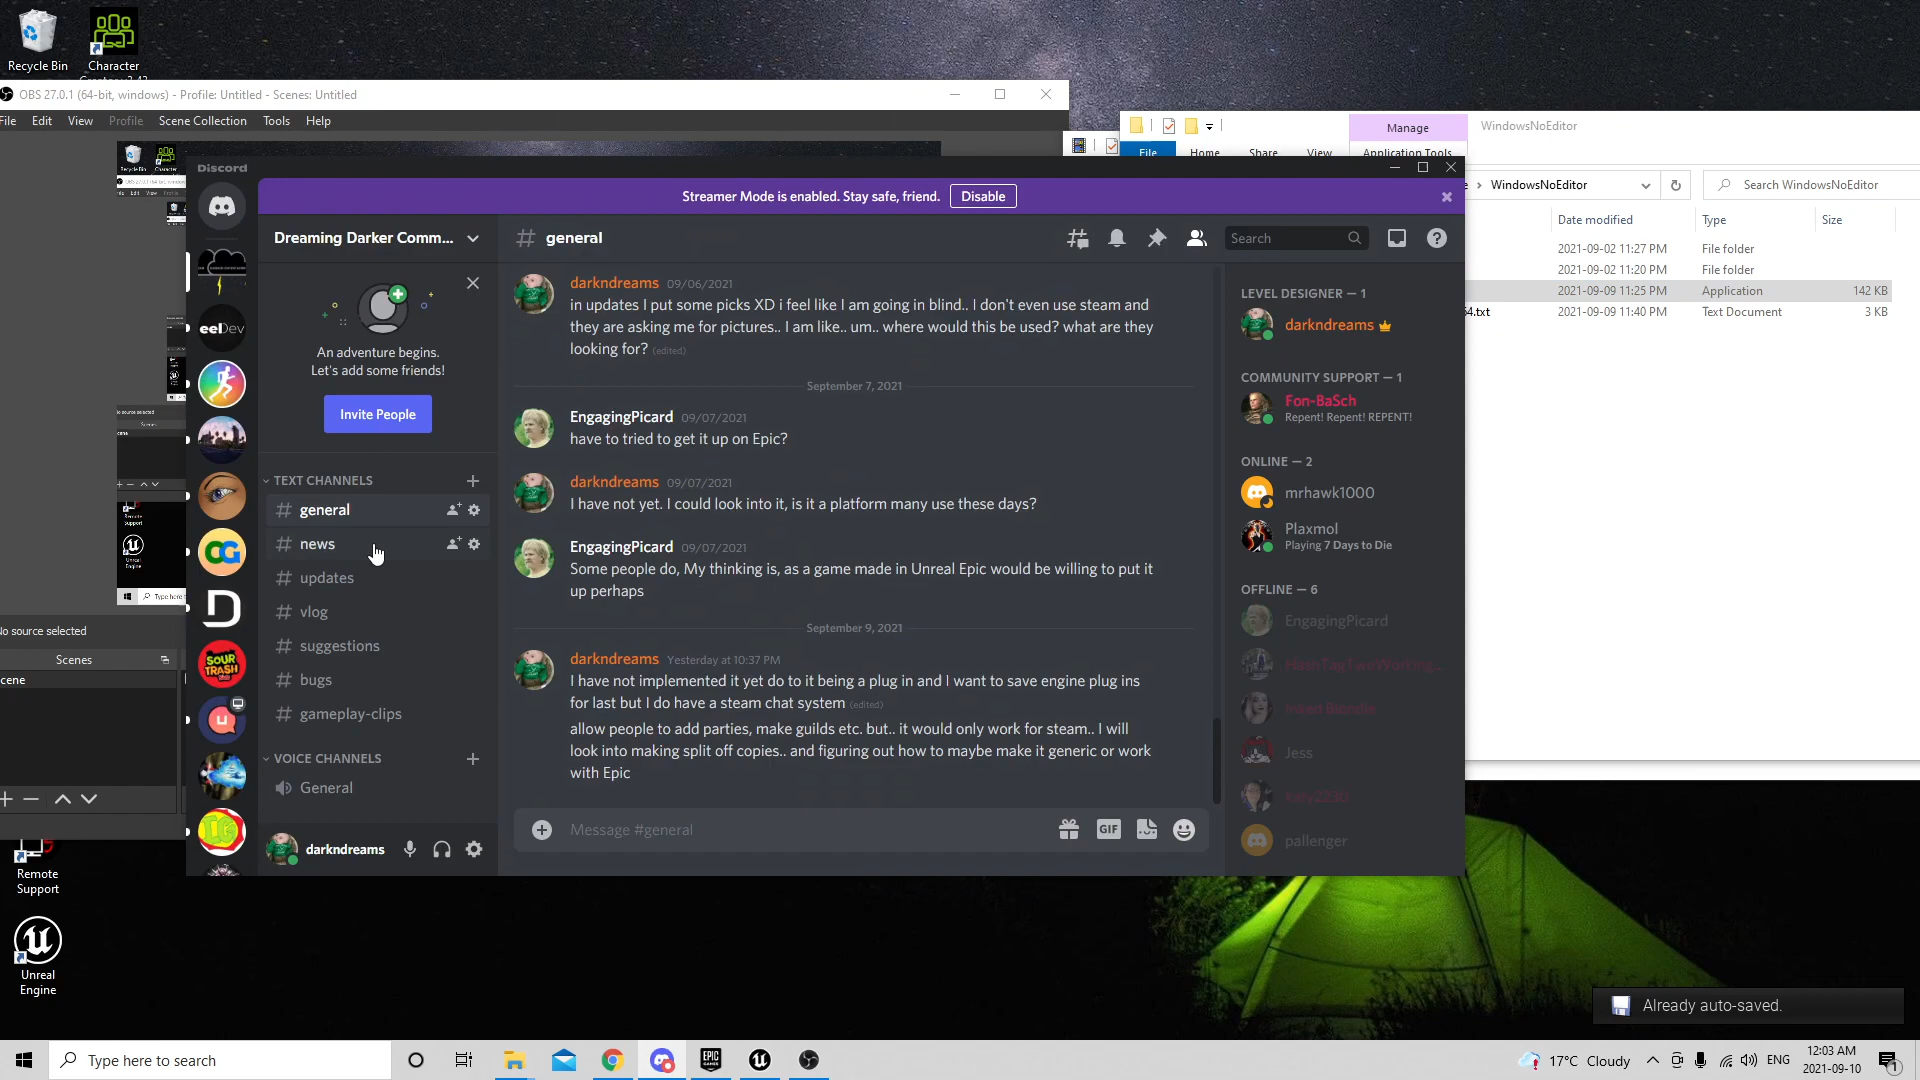 Recycle Bin
Character
OBS 27.0.1 (64-bit, windows) - Profile: Untitled - Scenes: Untitled
File Edit View Profile Scene Collection Tools Help
Manage WindowsNoEditor
File Home Share View Application Tools
WindowsNoEditor Search WindowsNoEditor
Date modified Type Size
2021-09-02 11:27 PM File folder
2021-09-02 11:20 PM File folder
2021-09-09 11:25 PM Application 142 KB
64.txt 2021-09-09 11:40 PM Text Document 3 KB
Discord
Streamer Mode is enabled. Stay safe, friend. Disable
Dreaming Darker Comm...
general
Search
An adventure begins.
Let's add some friends!
Invite People
TEXT CHANNELS
general
news
updates
vlog
suggestions
bugs
gameplay-clips
VOICE CHANNELS
General
darkndreams
darkndreams 09/06/2021
in updates I put some picks XD i feel like I am going in blind.. I don't even use steam and
they are asking me for pictures.. I am like.. um.. where would this be used? what are they
looking for? (edited)
September 7, 2021
EngagingPicard 09/07/2021
have to tried to get it up on Epic?
darkndreams 09/07/2021
I have not yet. I could look into it, is it a platform many use these days?
EngagingPicard 09/07/2021
Some people do, My thinking is, as a game made in Unreal Epic would be willing to put it
up perhaps
September 9, 2021
darkndreams Yesterday at 10:37 PM
I have not implemented it yet do to it being a plug in and I want to save engine plug ins
for last but I do have a steam chat system (edited)
allow people to add parties, make guilds etc. but.. it would only work for steam.. I will
look into making split off copies.. and figuring out how to maybe make it generic or work
with Epic
Message #general
GIF
LEVEL DESIGNER — 1
darkndreams
COMMUNITY SUPPORT — 1
Fon-BaSch
Repent! Repent! REPENT!
ONLINE — 2
mrhawk1000
Plaxmol
Playing 7 Days to Die
OFFLINE — 6
EngagingPicard
Jess
pallenger
eelDev
CG
D
SOUR
TRASH
No source selected
Scenes
Scene
Remote
Support
Unreal
Engine
Already auto-saved.
Type here to search
EPIC
GAMES
17°C Cloudy
ENG
12:03 AM
2021-09-10
1